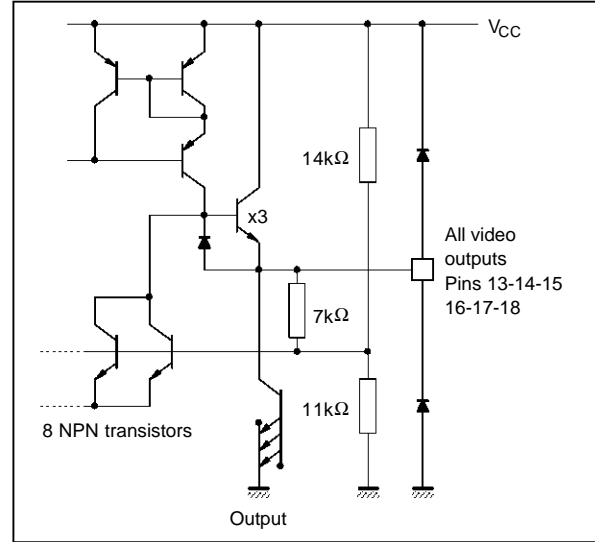 VCC
14kΩ
x3
All video
outputs
Pins 13-14-15
16-17-18
7kΩ
11kΩ
8 NPN transistors
Output